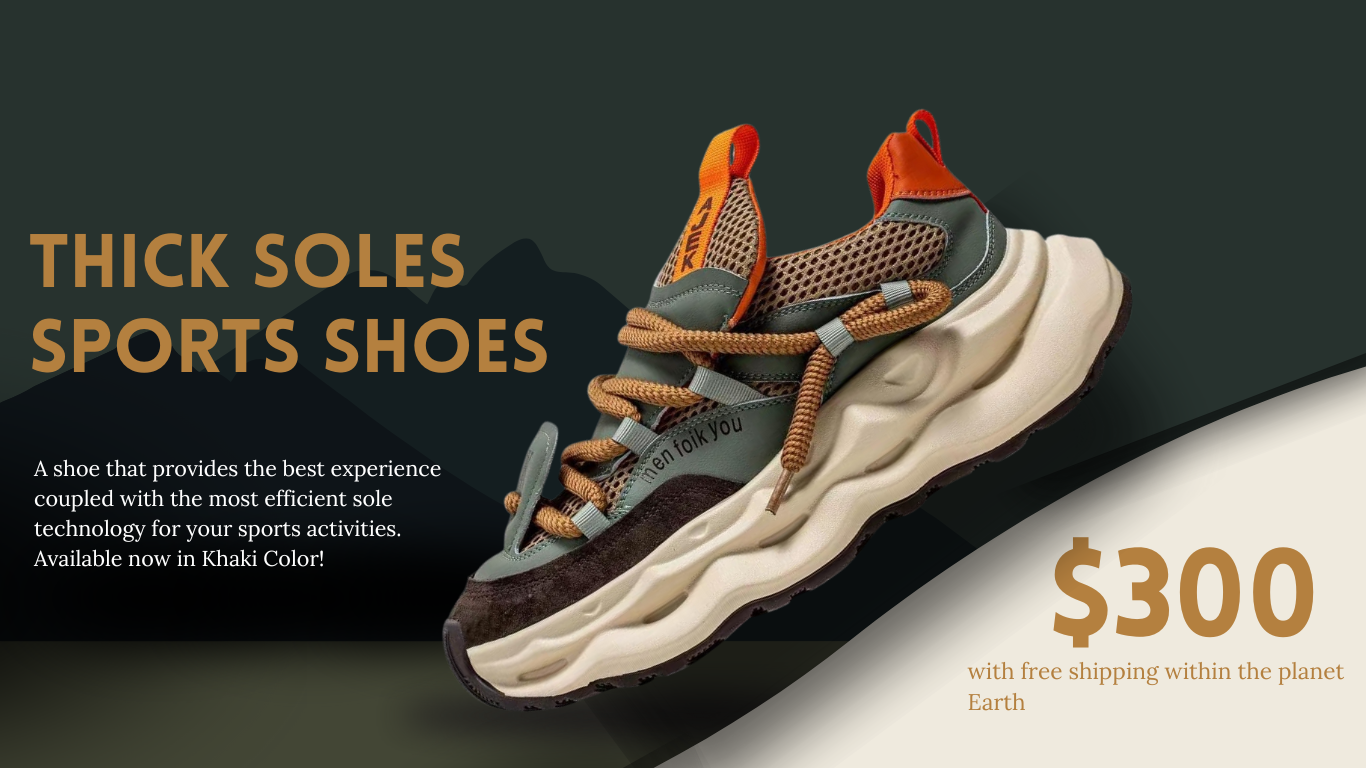 THICK SOLES
SPORTS SHOES
A shoe that provides the best experience
coupled with the most efficient sole
technology for your sports activities.
Available now in Khaki Color!
AJEK
men foik you
$300
with free shipping within the planet
Earth